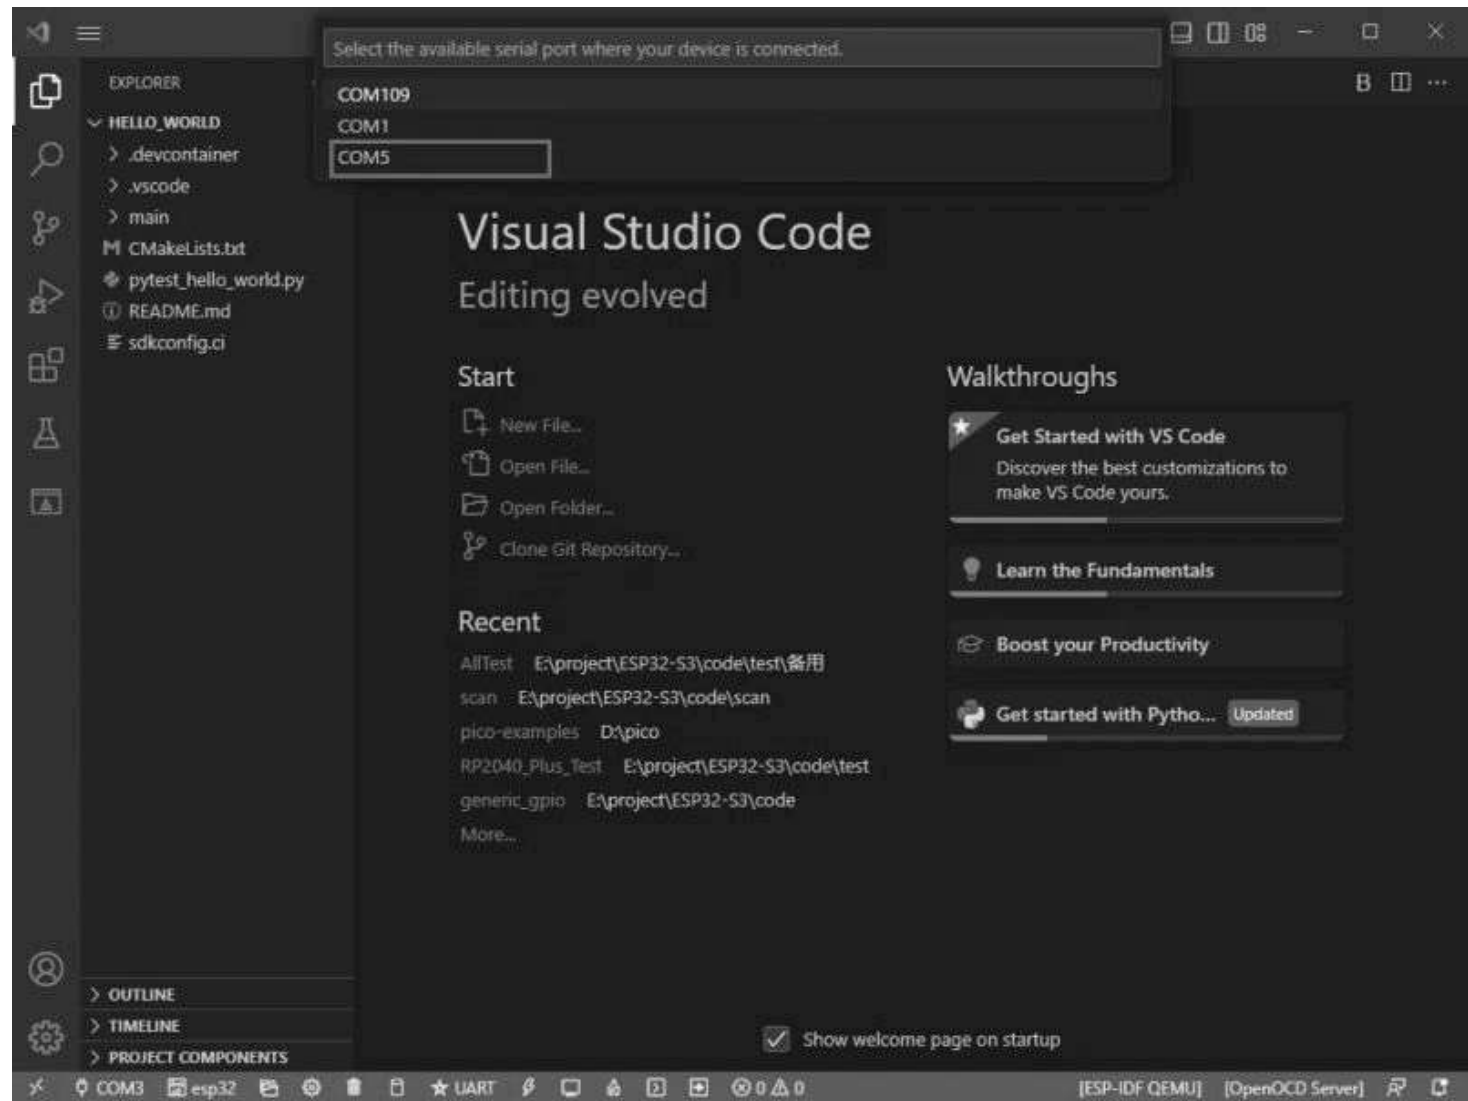 Select the available serial port where your device is connected.
COM109
COM1
COM5
EXPLORER
HELLO_WORLD
.devcontainer
.vscode
main
CMakeLists.txt
pytest_hello_world.py
README.md
sdkconfig.ci
Visual Studio Code
Editing evolved
Start
New File...
Open File...
Open Folder...
Clone Git Repository...
Recent
AllTest E:\project\ESP32-S3\code\test\备用
scan E:\project\ESP32-S3\code\scan
pico-examples D:\pico
RP2040_Plus_Test E:\project\ESP32-S3\code\test
generic_gpio E:\project\ESP32-S3\code
More...
Walkthroughs
Get Started with VS Code
Discover the best customizations to
make VS Code yours.
Learn the Fundamentals
Boost your Productivity
Get started with Pytho... Updated
OUTLINE
TIMELINE
PROJECT COMPONENTS
Show welcome page on startup
COM3 esp32 UART 0 0 [ESP-IDF QEMU] [OpenOCD Server]